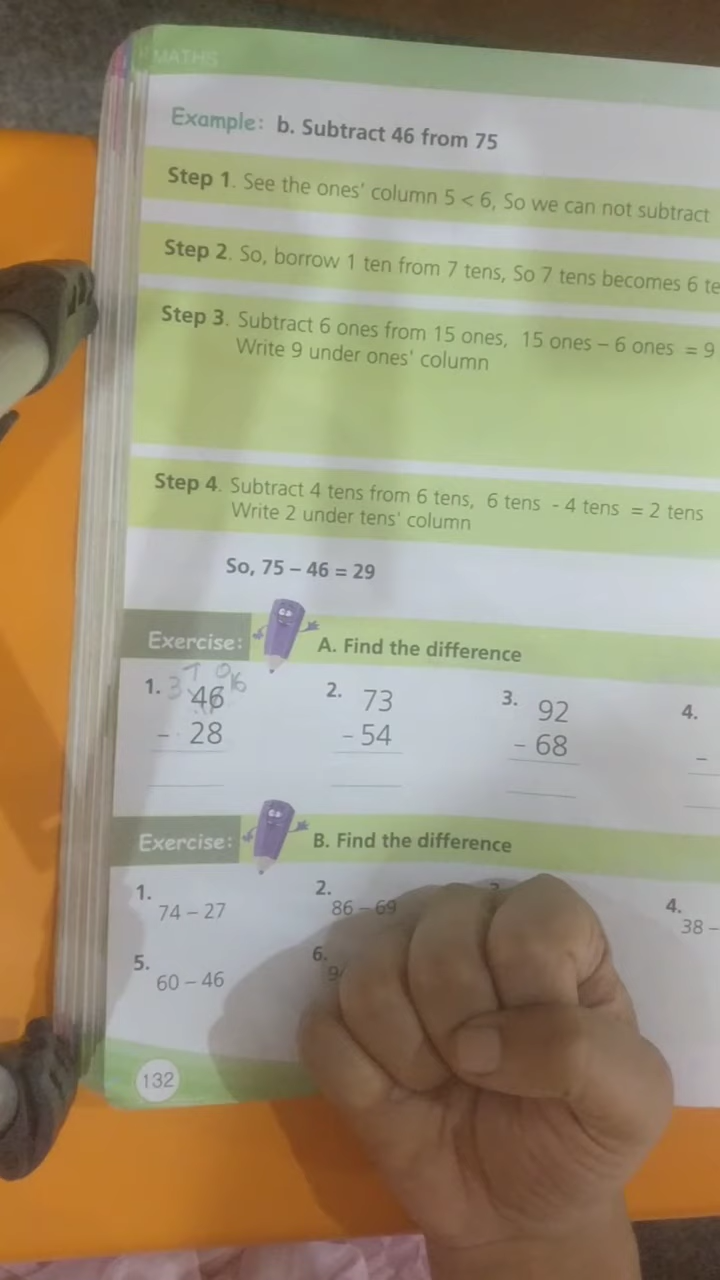 MATHS
Example: b. Subtract 46 from 75
Step 1. See the ones' column 5 < 6, So we can not subtract
Step 2. So, borrow 1 ten from 7 tens, So 7 tens becomes 6
Step 3. Subtract 6 ones from 15 ones, 15 ones – 6 ones = 9
Write 9 under ones' column
Step 4. Subtract 4 tens from 6 tens, 6 tens - 4 tens = 2 tens
Write 2 under tens' column
So, 75 – 46 = 29
Exercise: A. Find the difference
T O
1. 3 46 16 2. 73 3. 92 4.
- 28 - 54 - 68 –
Exercise: B. Find the difference
1. 2. 4.
74 – 27 86 – 69 38 –
5. 6.
60 – 46
132